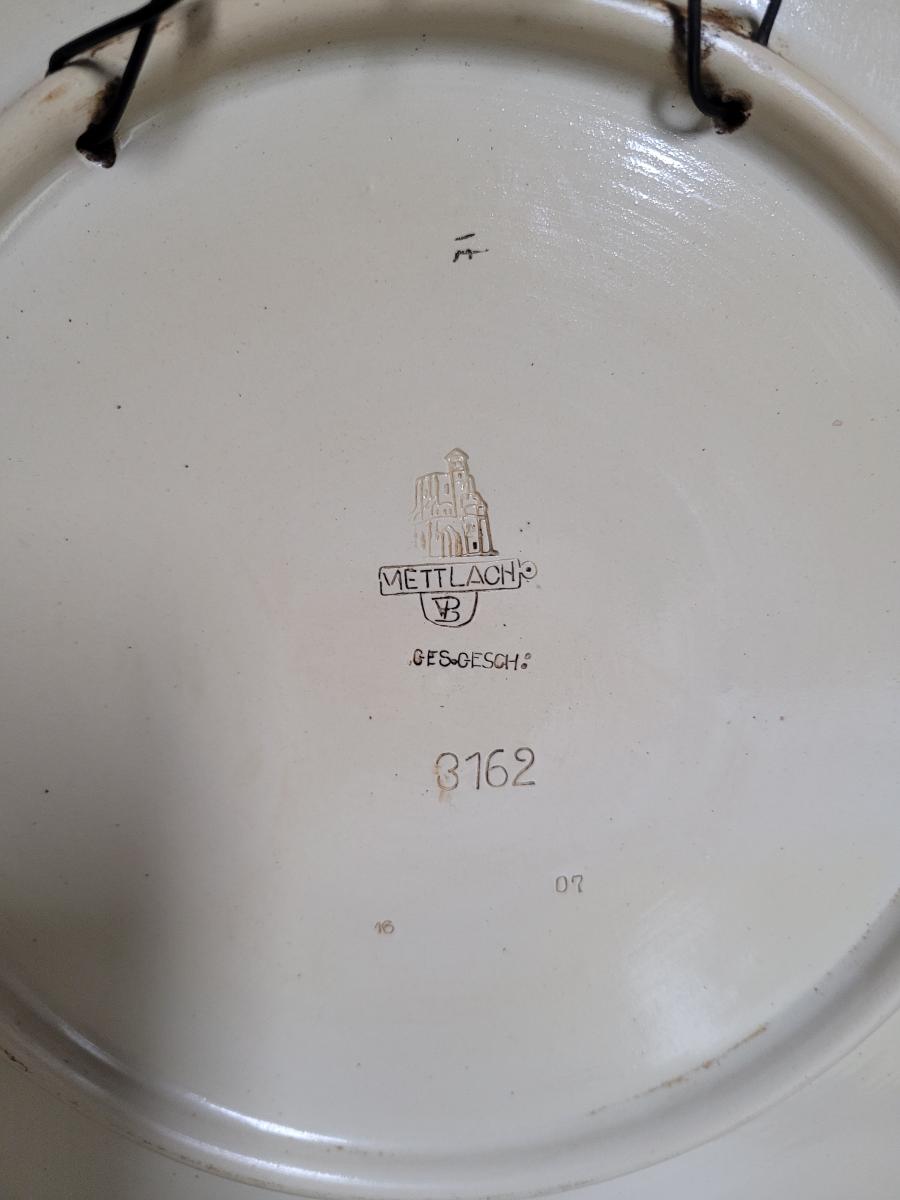 METTLACH
VB
GES.GESCH:
3162
07
16